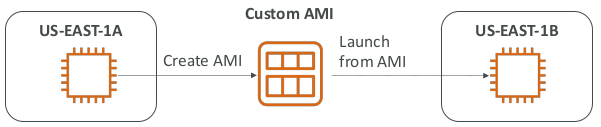 Custom AMI
US-EAST-1A
Create AMI
Launch
from AMI
US-EAST-1B